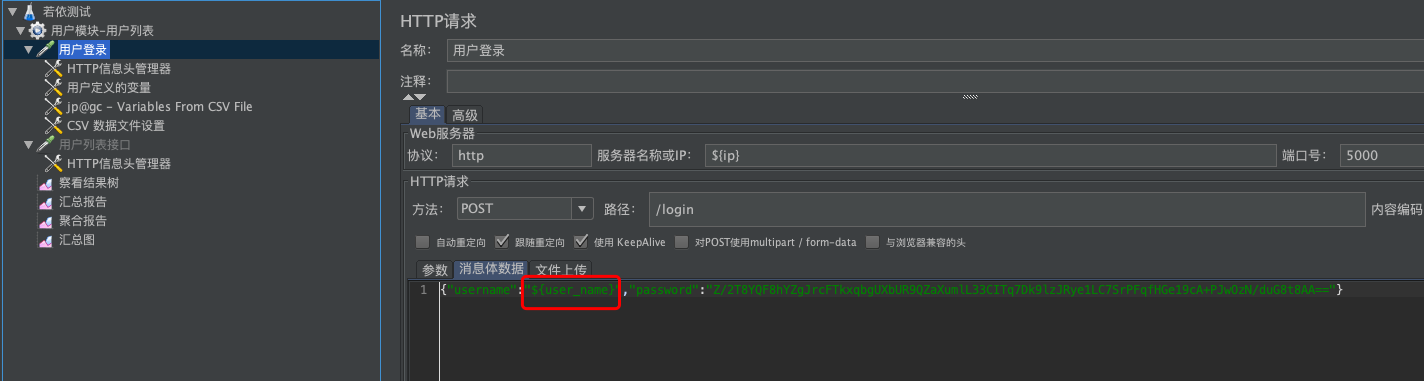 若依测试
用户模块-用户列表
用户登录
HTTP信息头管理器
用户定义的变量
jp@gc - Variables From CSV File
CSV 数据文件设置
用户列表接口
HTTP信息头管理器
察看结果树
汇总报告
聚合报告
汇总图
HTTP请求
名称: 用户登录
注释:
基本 高级
Web服务器
协议: http 服务器名称或IP: ${ip} 端口号: 5000
HTTP请求
方法: POST 路径: /login 内容编码
自动重定向 跟随重定向 使用 KeepAlive 对POST使用multipart / form-data 与浏览器兼容的头
参数 消息体数据 文件上传
1 {"username":"${user_name}","password":"Z/2T8YQF8hYZgJrcFTkxqbgUXbUR9QZaXumlL33CITq7Dk9lzJRye1LC7SrPFqfHGe19cA+PJwOzN/duG8t8AA=="}